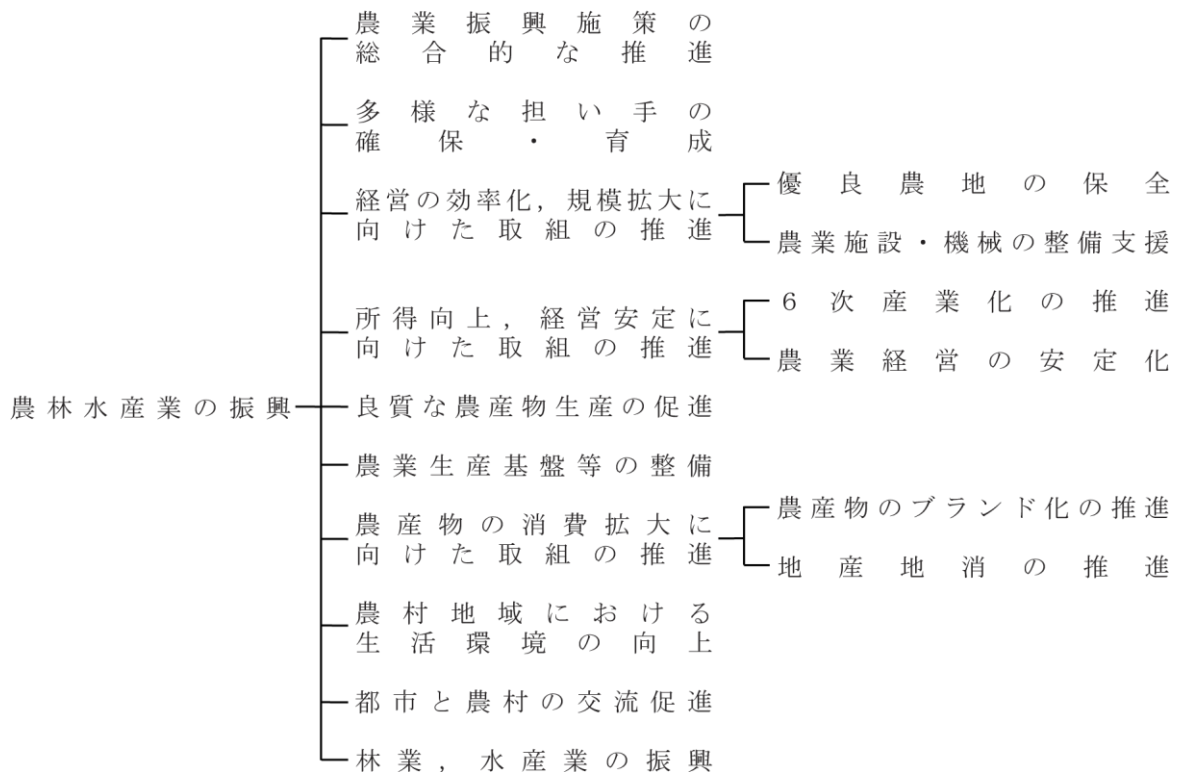 農業振興施策の
総合的な推進
多様な担い手の
確保・育成
経営の効率化，規模拡大に
向けた取組の推進
優良農地の保全
農業施設・機械の整備支援
所得向上，経営安定に
向けた取組の推進
６次産業化の推進
農業経営の安定化
農林水産業の振興
良質な農産物生産の促進
農業生産基盤等の整備
農産物の消費拡大に
向けた取組の推進
農産物のブランド化の推進
地産地消の推進
農村地域における
生活環境の向上
都市と農村の交流促進
林業，水産業の振興